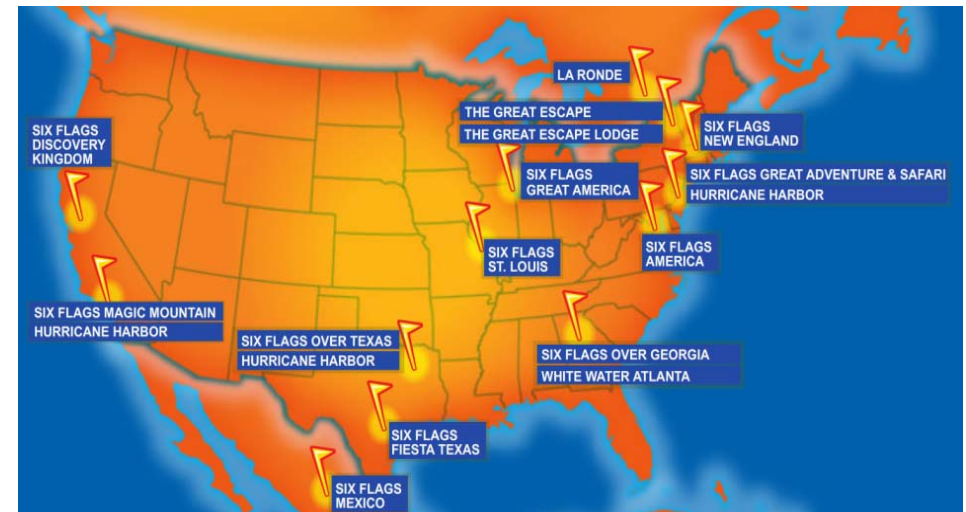 LA RONDE
THE GREAT ESCAPE
THE GREAT ESCAPE LODGE
SIX FLAGS
NEW ENGLAND
SIX FLAGS
DISCOVERY
KINGDOM
SIX FLAGS
GREAT AMERICA
SIX FLAGS GREAT ADVENTURE & SAFARI
HURRICANE HARBOR
SIX FLAGS
ST. LOUIS
SIX FLAGS
AMERICA
SIX FLAGS MAGIC MOUNTAIN
HURRICANE HARBOR
SIX FLAGS OVER TEXAS
HURRICANE HARBOR
SIX FLAGS OVER GEORGIA
WHITE WATER ATLANTA
SIX FLAGS
FIESTA TEXAS
SIX FLAGS
MEXICO